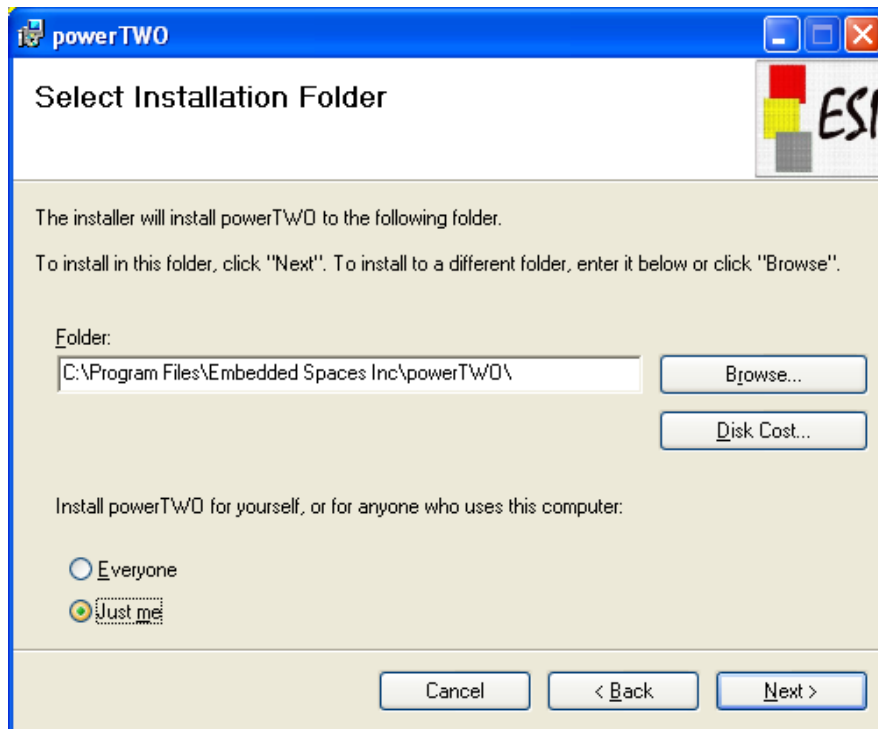 powerTWO
Select Installation Folder
ESI
The installer will install powerTWO to the following folder.
To install in this folder, click "Next". To install to a different folder, enter it below or click "Browse".
Folder:
C:\Program Files\Embedded Spaces Inc\powerTWO\
Browse...
Disk Cost...
Install powerTWO for yourself, or for anyone who uses this computer:
Everyone
Just me
Cancel
< Back
Next >